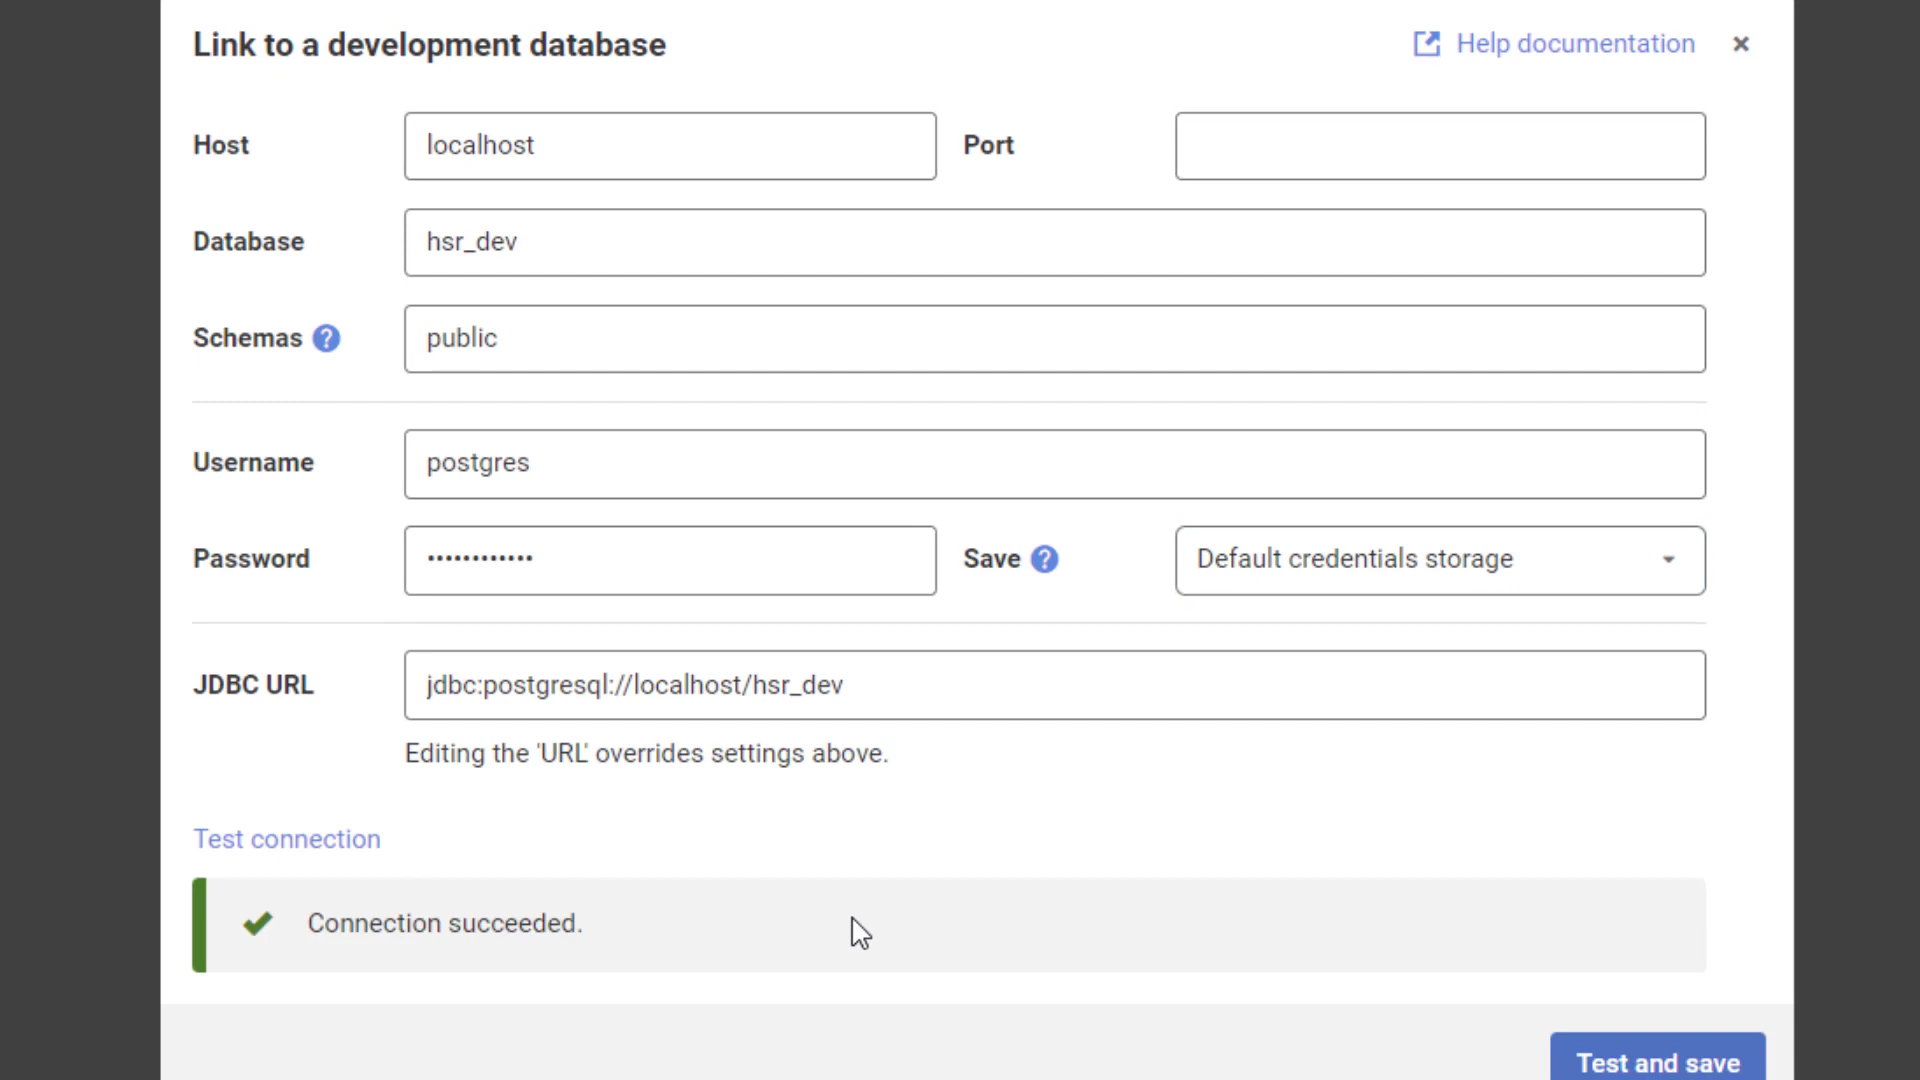 Link to a development database
Help documentation
Host
localhost
Port
Database
hsr_dev
Schemas
public
Username
postgres
Password
••••••••••••
Save
Default credentials storage
JDBC URL
jdbc:postgresql://localhost/hsr_dev
Editing the 'URL' overrides settings above.
Test connection
Connection succeeded.
Test and save